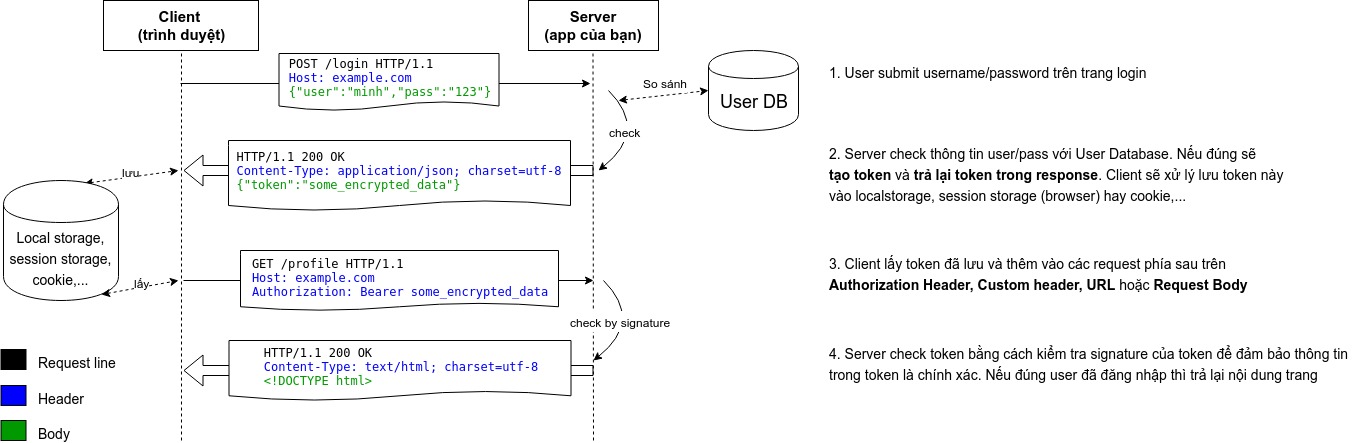 Client
(trình duyệt)
Server
(app của bạn)
POST /login HTTP/1.1
Host: example.com
{"user":"minh","pass":"123"}
So sánh
User DB
check
1. User submit username/password trên trang login
HTTP/1.1 200 OK
Content-Type: application/json; charset=utf-8
{"token":"some_encrypted_data"}
lưu
2. Server check thông tin user/pass với User Database. Nếu đúng sẽ
tạo token và trả lại token trong response. Client sẽ xử lý lưu token này
vào localstorage, session storage (browser) hay cookie,...
Local storage,
session storage,
cookie,...
lấy
GET /profile HTTP/1.1
Host: example.com
Authorization: Bearer some_encrypted_data
3. Client lấy token đã lưu và thêm vào các request phía sau trên
Authorization Header, Custom header, URL hoặc Request Body
check by signature
HTTP/1.1 200 OK
Content-Type: text/html; charset=utf-8
<!DOCTYPE html>
4. Server check token bằng cách kiểm tra signature của token để đảm bảo thông tin
trong token là chính xác. Nếu đúng user đã đăng nhập thì trả lại nội dung trang
Request line
Header
Body